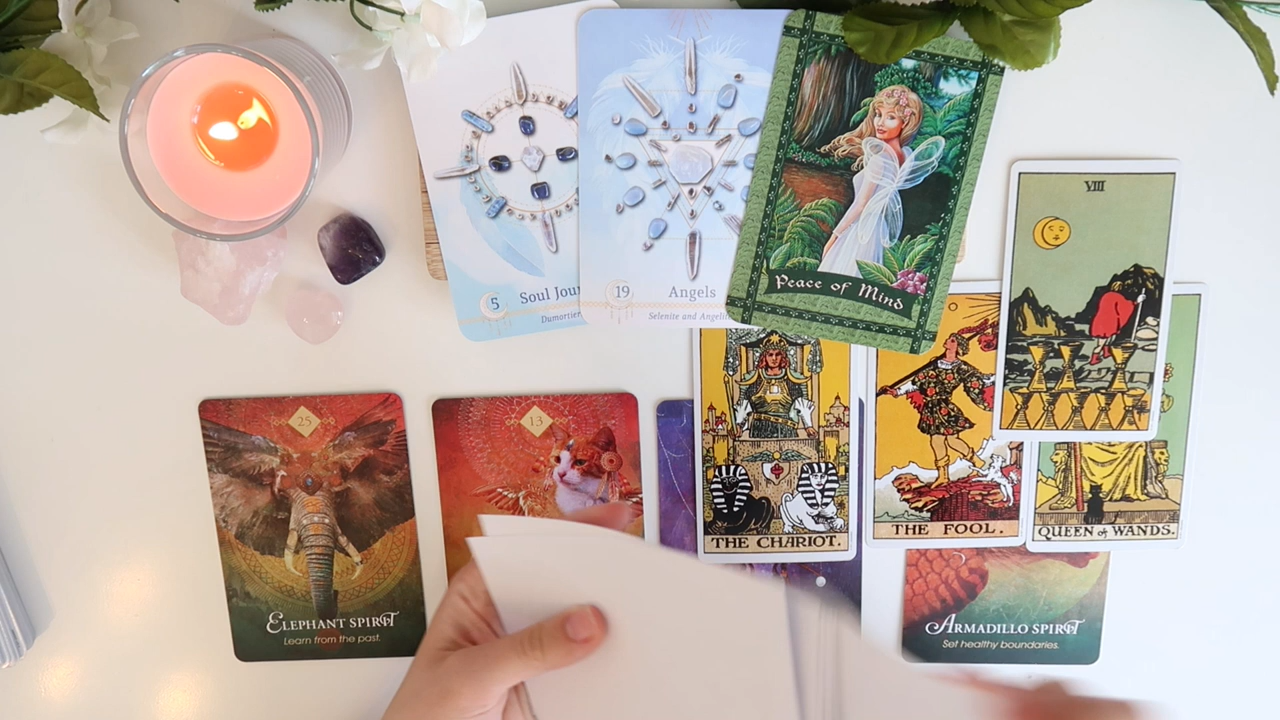 5 Soul Jour
Dumortier
19 Angels
Selenite and Angelit
Peace of Mind
VIII
THE CHARIOT.
THE FOOL.
QUEEN of WANDS.
25
ELEPHANT SPIRIT
Learn from the past.
13
ARMADILLO SPIRIT
Set healthy boundaries.